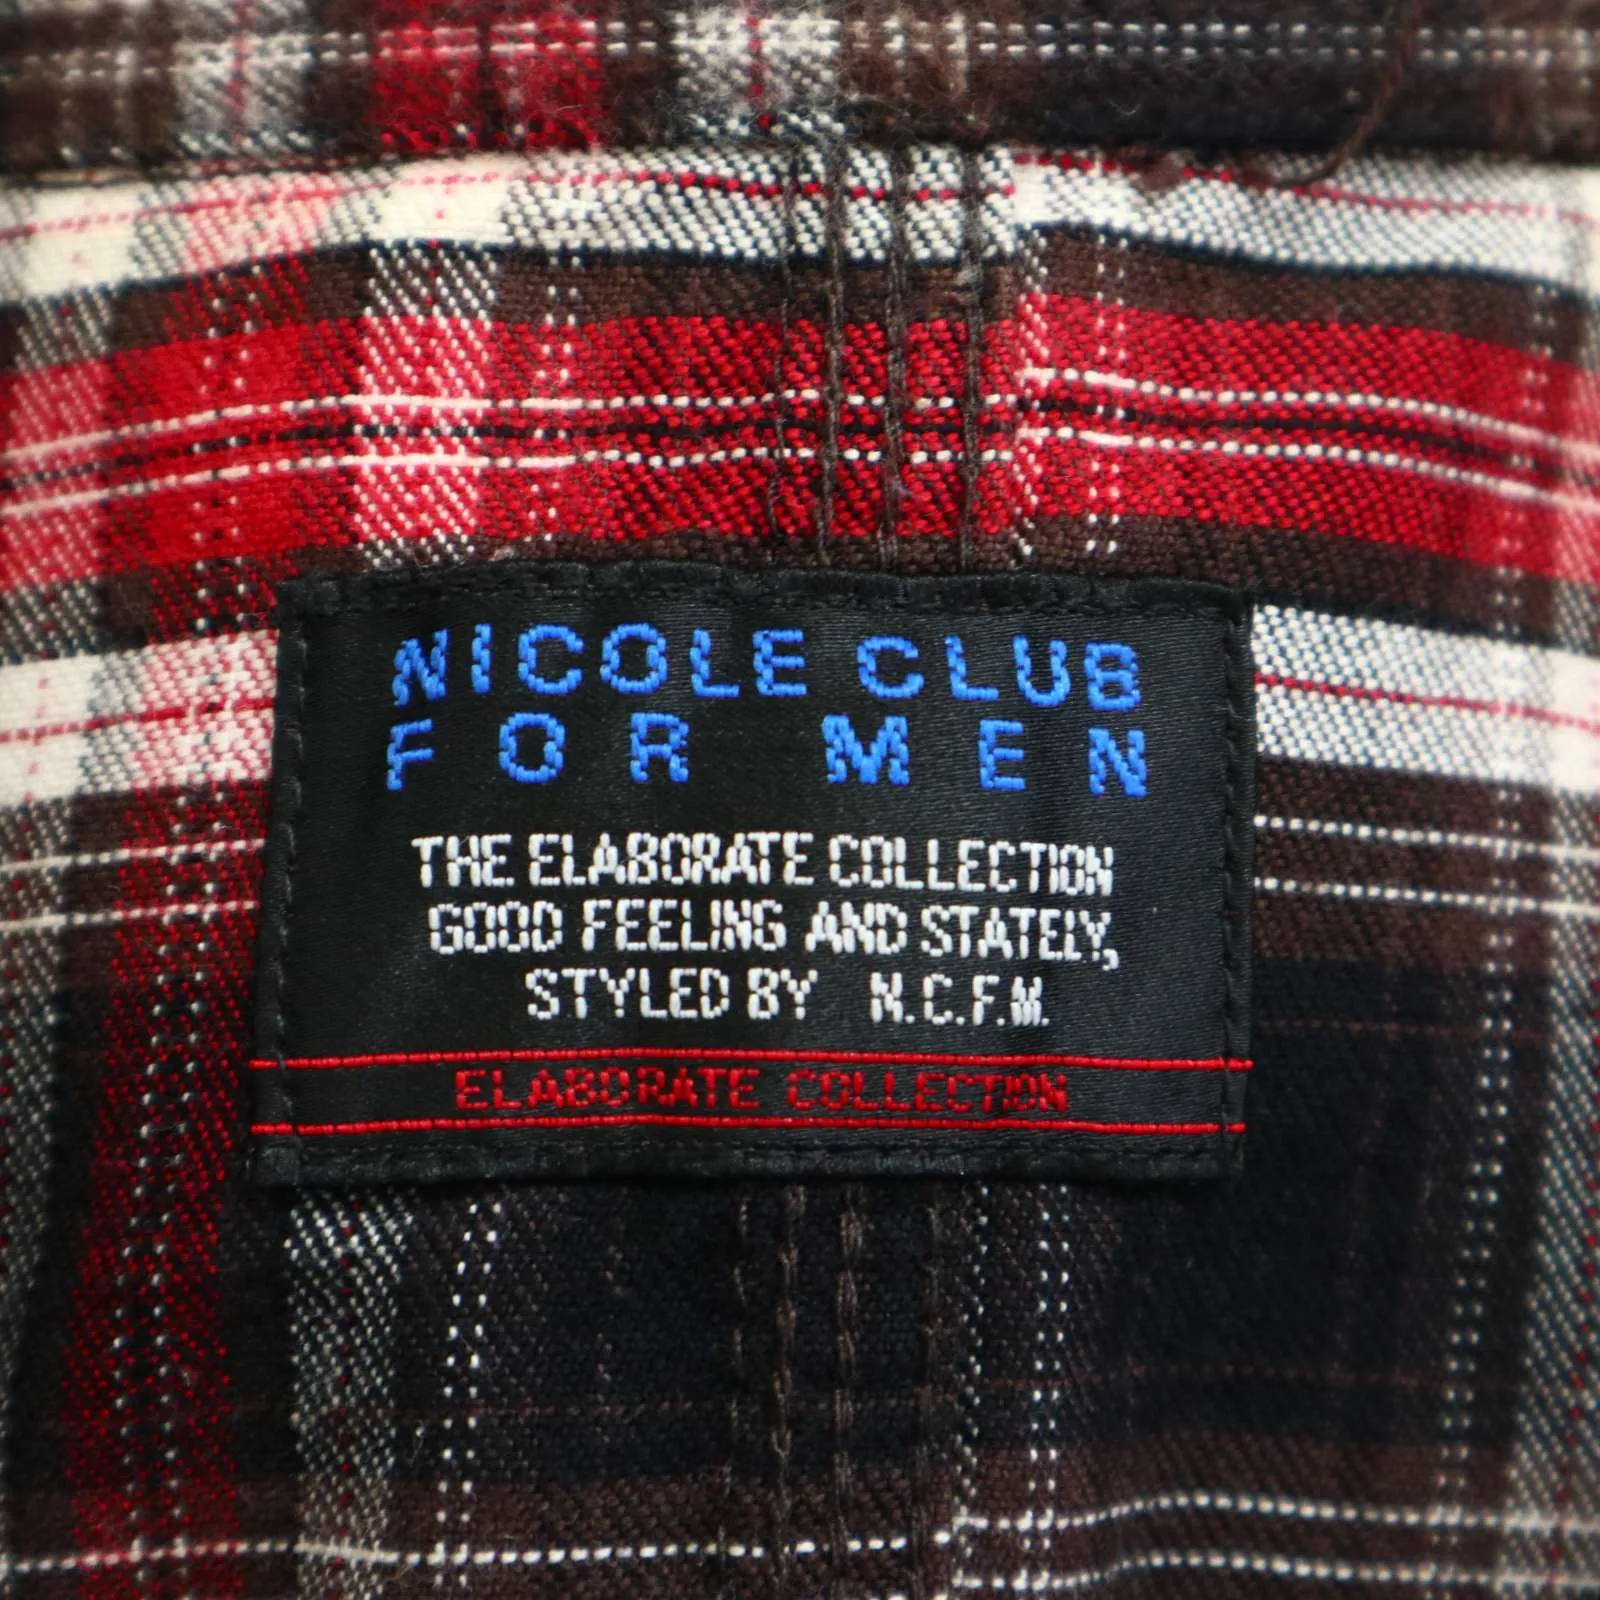 NICOLE CLUB
FOR MEN
THE ELABORATE COLLECTION
GOOD FEELING AND STATELY,
STYLED BY N.C.F.M.
ELABORATE COLLECTION